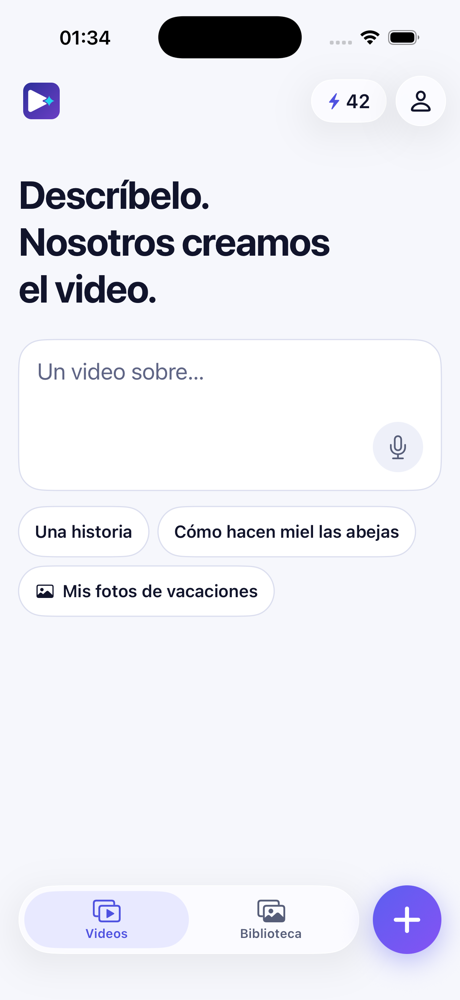 01:34
42
Descríbelo.
Nosotros creamos
el video.
Un video sobre...
Una historia
Cómo hacen miel las abejas
Mis fotos de vacaciones
Videos
Biblioteca